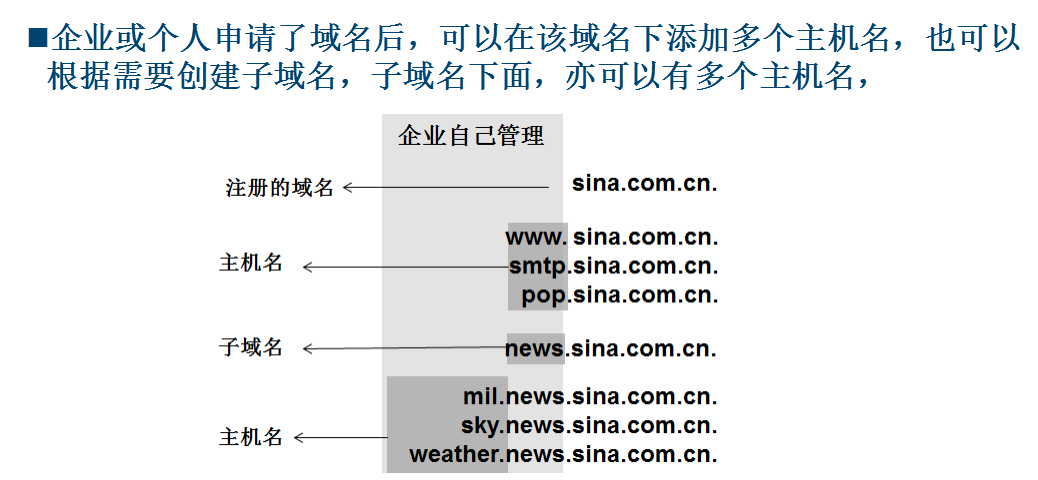 ■企业或个人申请了域名后，可以在该域名下添加多个主机名，也可以
根据需要创建子域名，子域名下面，亦可以有多个主机名，
企业自己管理
注册的域名 sina.com.cn.
www. sina.com.cn.
主机名 smtp.sina.com.cn.
pop.sina.com.cn.
子域名 news.sina.com.cn.
mil.news.sina.com.cn.
sky.news.sina.com.cn.
主机名 weather.news.sina.com.cn.